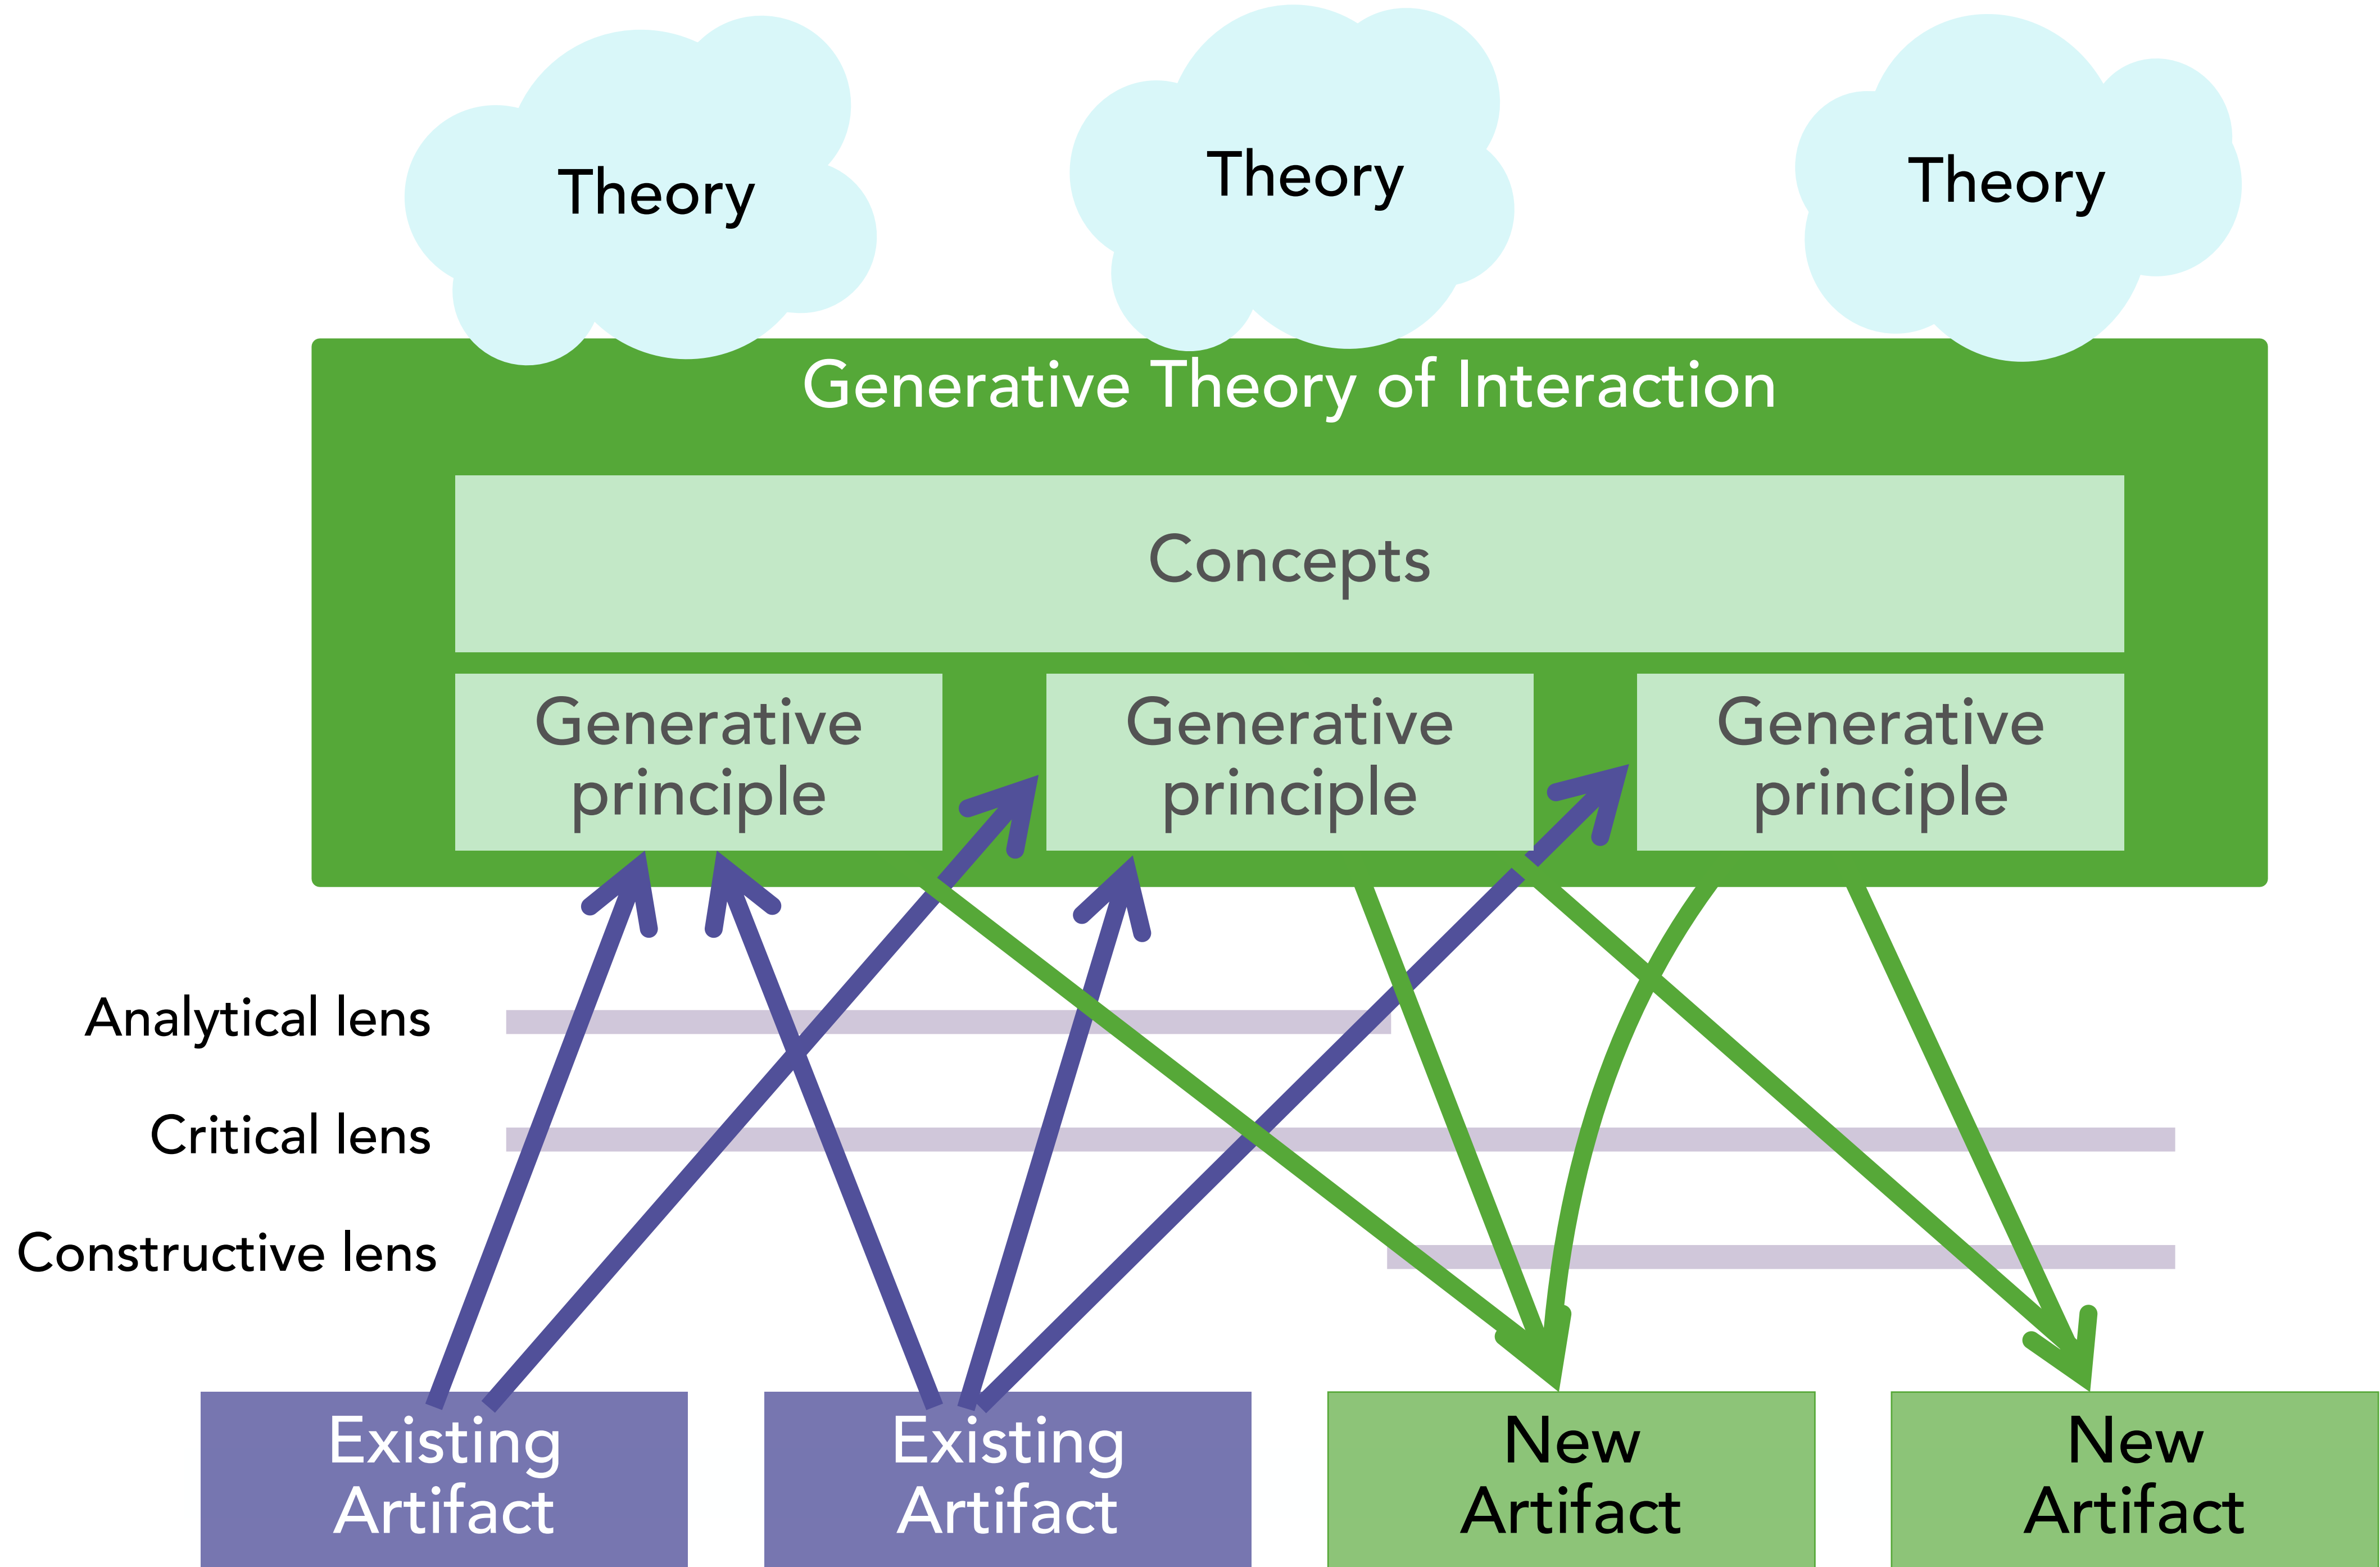 Theory
Theory
Theory
Generative Theory of Interaction
Concepts
Generative
principle
Generative
principle
Generative
principle
Analytical lens
Critical lens
Constructive lens
Existing
Artifact
Existing
Artifact
New
Artifact
New
Artifact